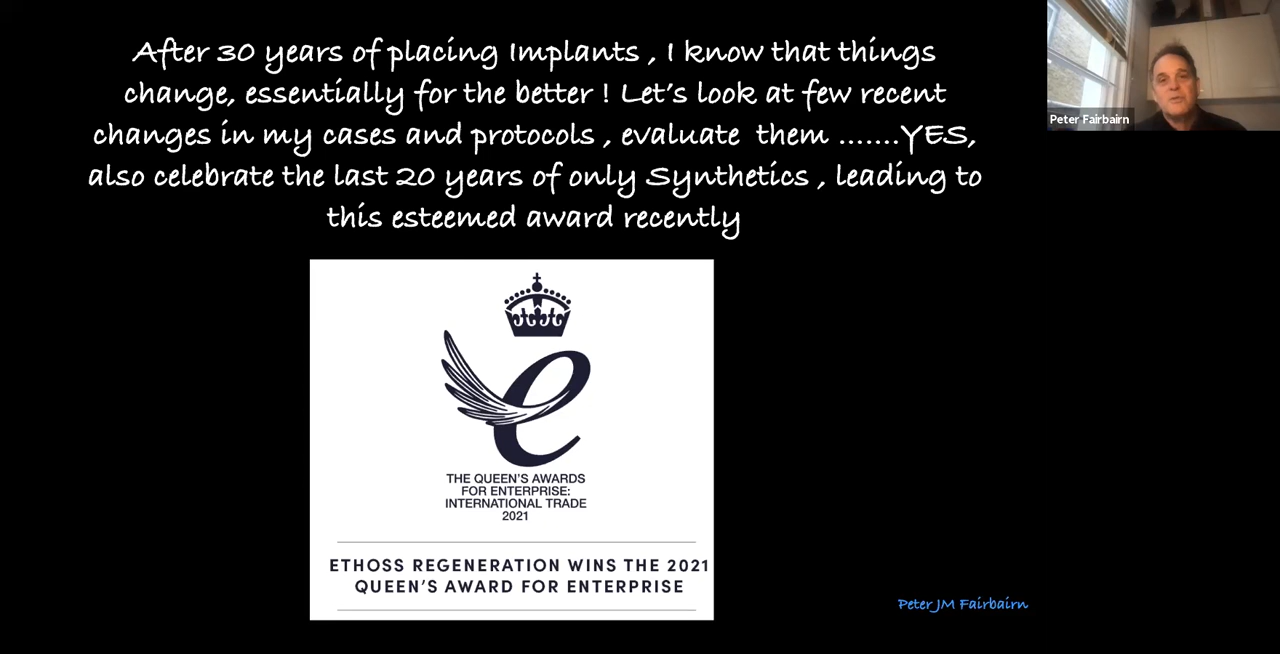 After 30 years of placing Implants , I know that things
change, essentially for the better ! Let's look at few recent
changes in my cases and protocols , evaluate them .......YES,
also celebrate the last 20 years of only Synthetics , leading to
this esteemed award recently
Peter Fairbairn
e
THE QUEEN'S AWARDS
FOR ENTERPRISE:
INTERNATIONAL TRADE
2021
ETHOSS REGENERATION WINS THE 2021
QUEEN'S AWARD FOR ENTERPRISE
Peter JM Fairbairn